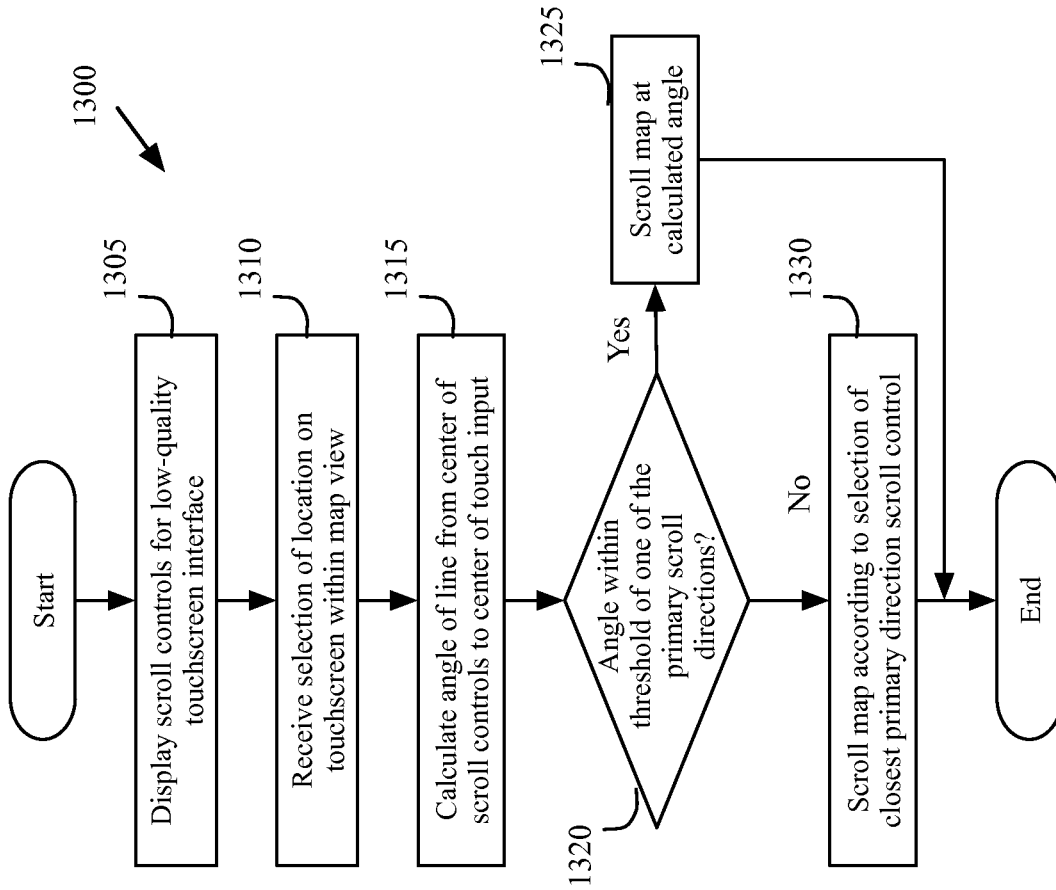 1300
Start
1305
Display scroll controls for low-quality
touchscreen interface
1310
Receive selection of location on
touchscreen within map view
1315
Calculate angle of line from center of
scroll controls to center of touch input
1320
Angle within
threshold of one of the
primary scroll
directions?
Yes
1325
Scroll map at
calculated angle
No
1330
Scroll map according to selection of
closest primary direction scroll control
End